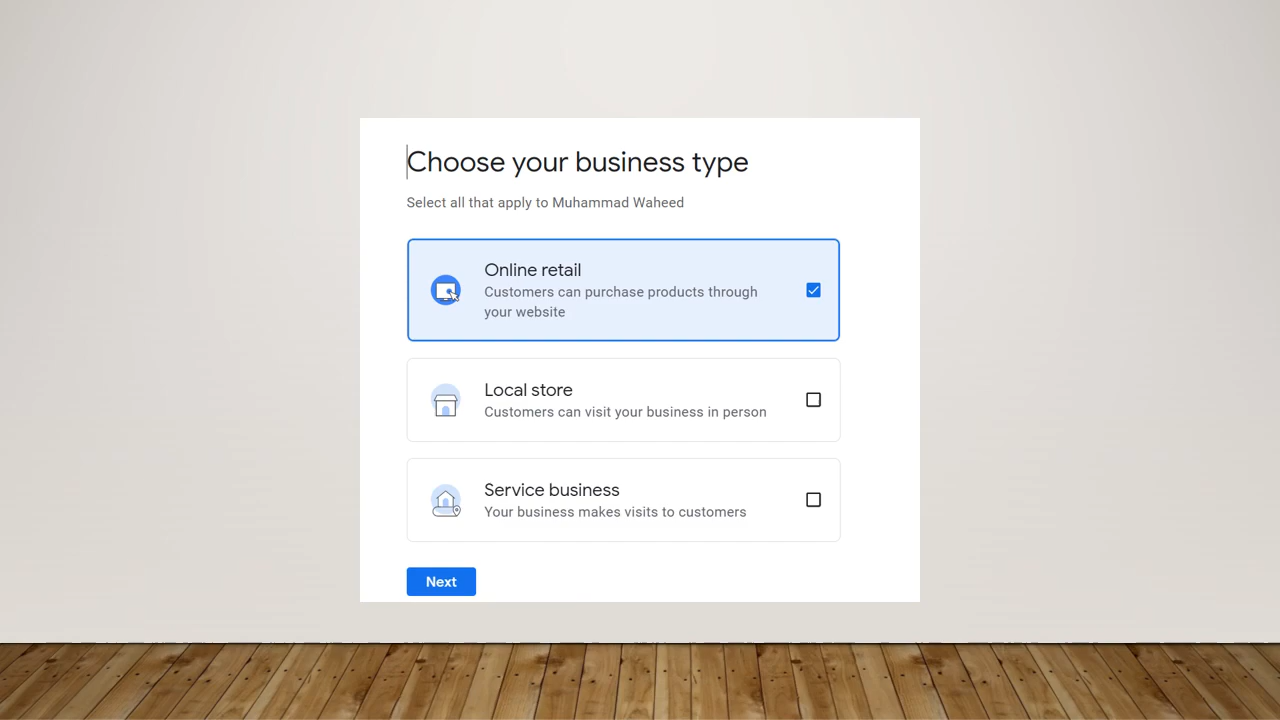 Choose your business type
Select all that apply to Muhammad Waheed
Online retail
Customers can purchase products through
your website
Local store
Customers can visit your business in person
Service business
Your business makes visits to customers
Next